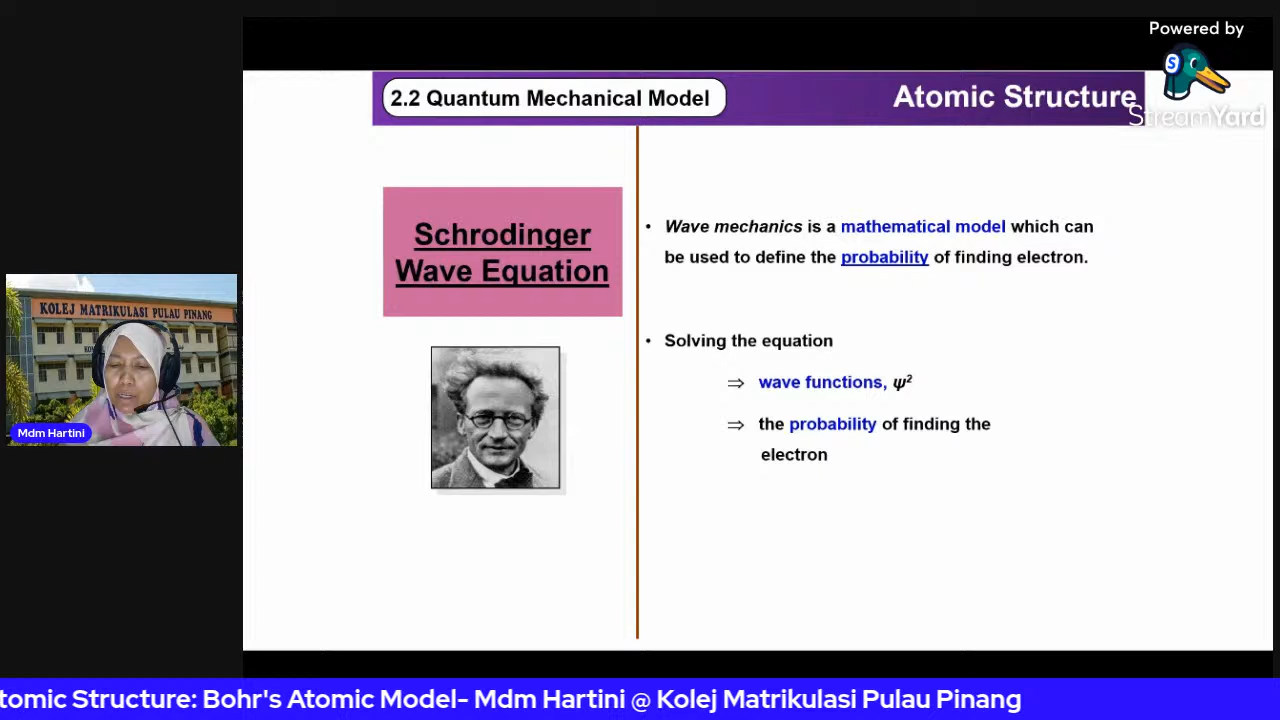 Powered by
StreamYard
2.2 Quantum Mechanical Model
Atomic Structure
Schrodinger
Wave Equation
• Wave mechanics is a mathematical model which can
be used to define the probability of finding electron.
• Solving the equation
⇒ wave functions, ψ²
⇒ the probability of finding the
electron
KOLEJ MATRIKULASI PULAU PINANG
Mdm Hartini
tomic Structure: Bohr's Atomic Model- Mdm Hartini @ Kolej Matrikulasi Pulau Pinang